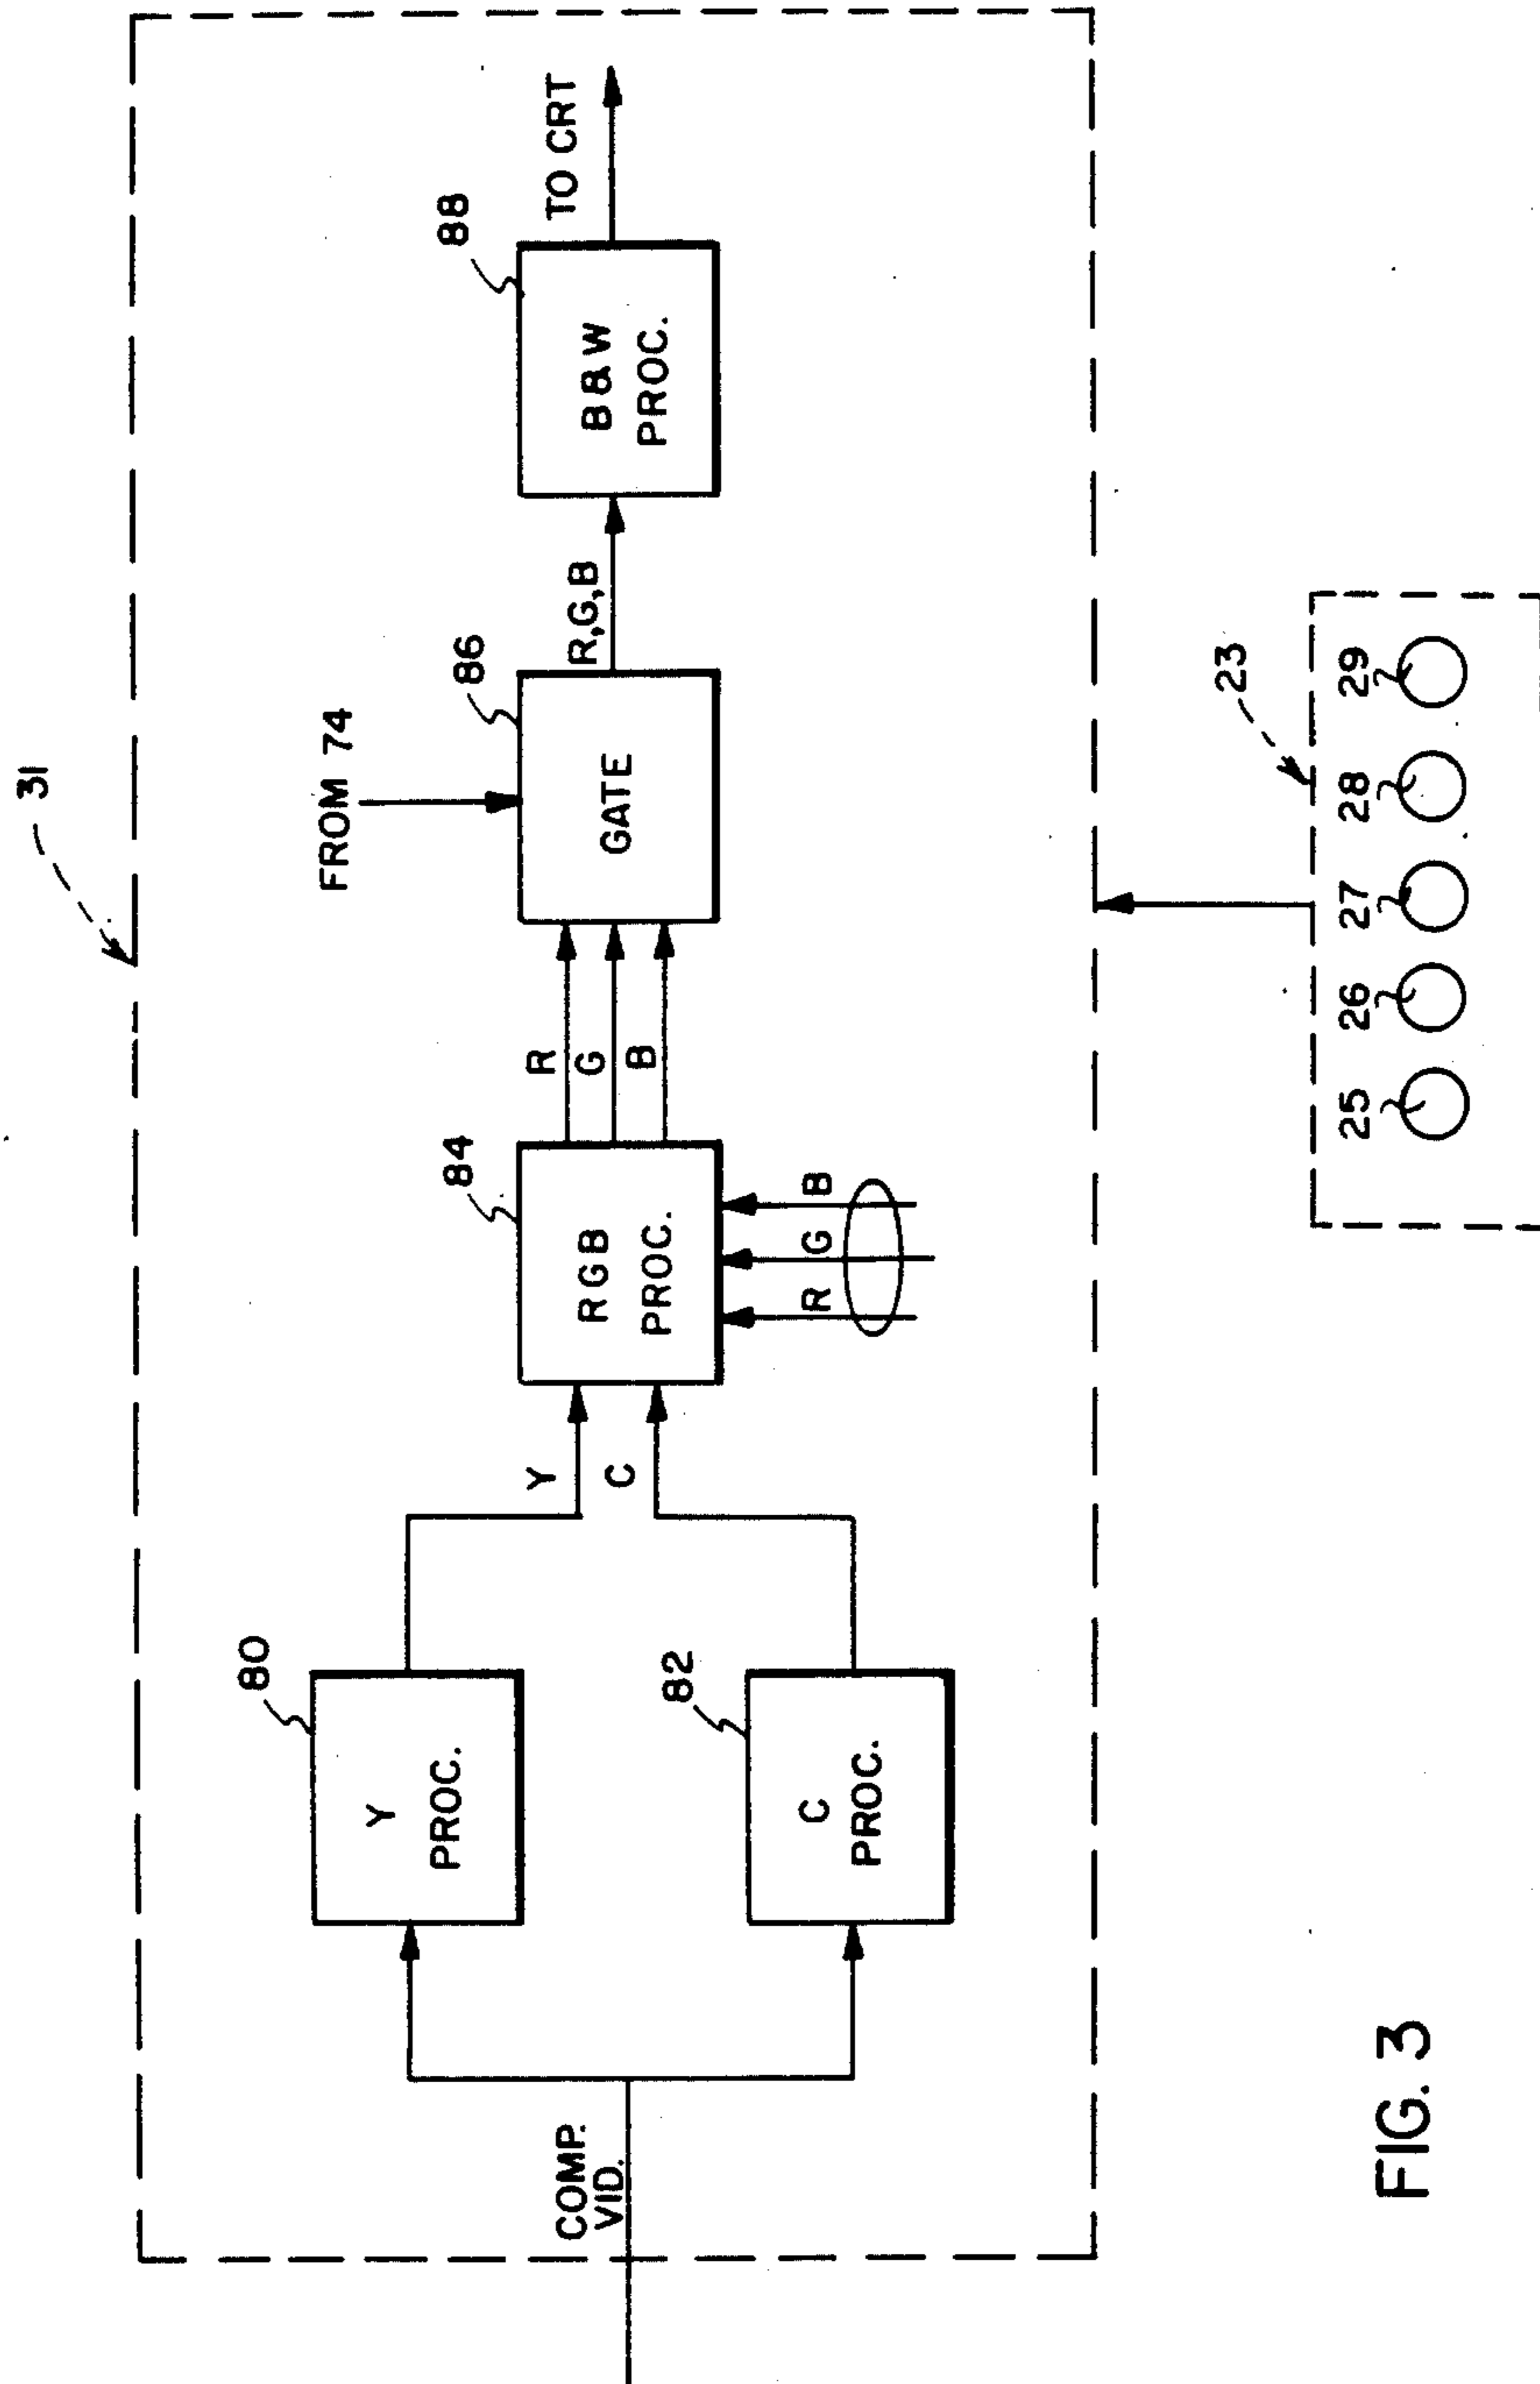 31
COMP.
VID.
80
Y
PROC.
82
C
PROC.
Y
C
84
RGB
PROC.
R
G
B
R
G
B
FROM 74
86
GATE
R,G,B
88
B&W
PROC.
TO CRT
23
25 26 27 28 29
FIG. 3